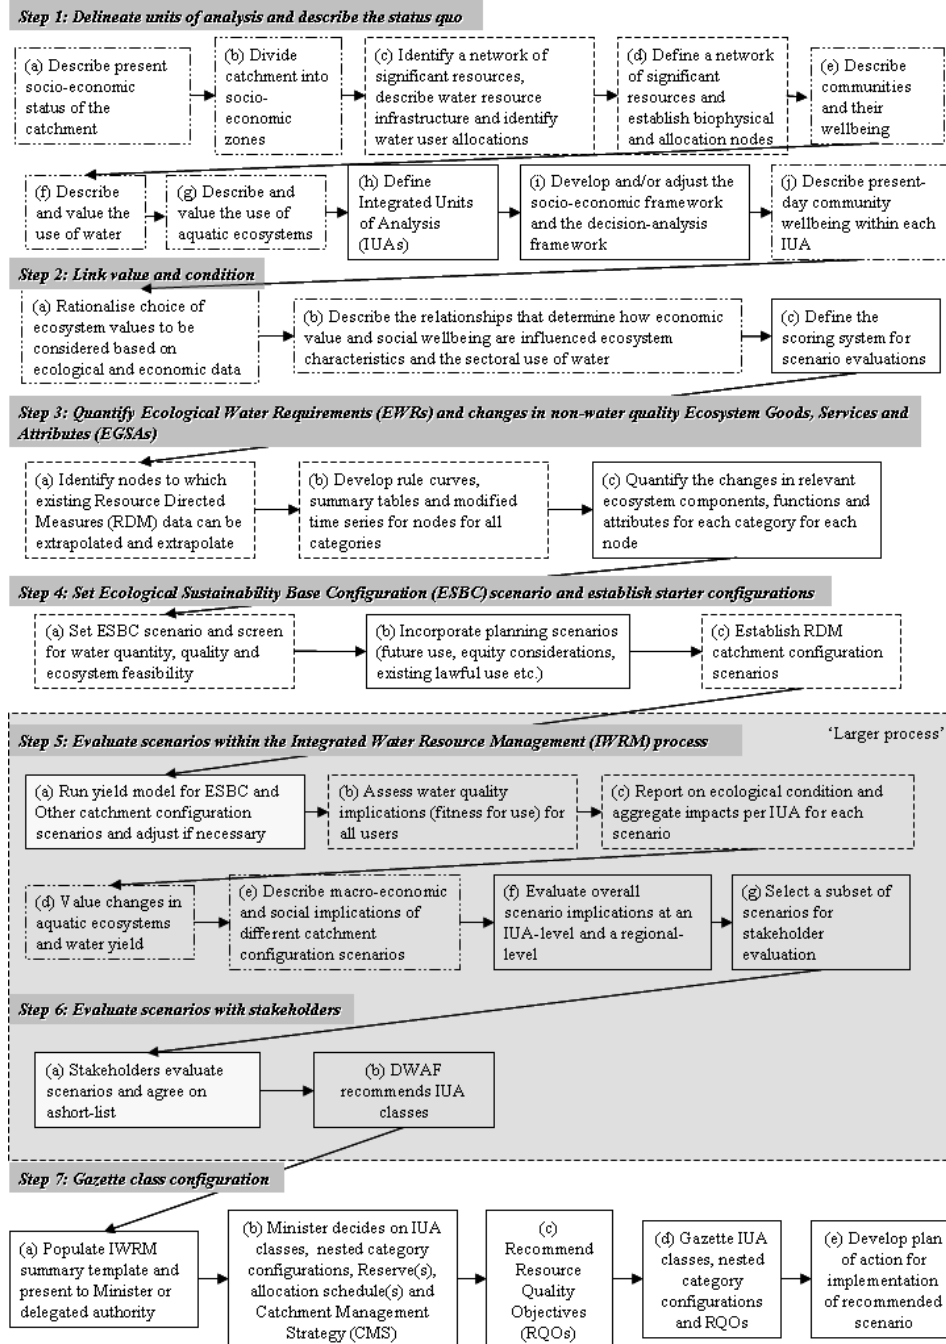 Step 1: Delineate units of analysis and describe the status quo
(a) Describe present
socio-economic
status of the
catchment
(b) Divide
catchment into
socio-
economic
zones
(c) Identify a network of
significant resources,
describe water resource
infrastructure and identify
water user allocations
(d) Define a network
of significant
resources and
establish biophysical
and allocation nodes
(e) Describe
communities
and their
wellbeing
(f) Describe
and value the
use of water
(g) Describe and
value the use of
aquatic ecosystems
(h) Define
Integrated Units
of Analysis
(IUAs)
(i) Develop and/or adjust the
socio-economic framework
and the decision-analysis
framework
(j) Describe present-
day community
wellbeing within each
IUA
Step 2: Link value and condition
(a) Rationalise choice of
ecosystem values to be
considered based on
ecological and economic data
(b) Describe the relationships that determine how economic
value and social wellbeing are influenced ecosystem
characteristics and the sectoral use of water
(c) Define the
scoring system for
scenario evaluations
Step 3: Quantify Ecological Water Requirements (EWRs) and changes in non-water quality Ecosystem Goods, Services and
Attributes (EGSAs)
(a) Identify nodes to which
existing Resource Directed
Measures (RDM) data can be
extrapolated and extrapolate
(b) Develop rule curves,
summary tables and modified
time series for nodes for all
categories
(c) Quantify the changes in relevant
ecosystem components, functions and
attributes for each category for each
node
Step 4: Set Ecological Sustainability Base Configuration (ESBC) scenario and establish starter configurations
(a) Set ESBC scenario and screen
for water quantity, quality and
ecosystem feasibility
(b) Incorporate planning scenarios
(future use, equity considerations,
existing lawful use etc.)
(c) Establish RDM
catchment configuration
scenarios
Step 5: Evaluate scenarios within the Integrated Water Resource Management (IWRM) process
‘Larger process’
(a) Run yield model for ESBC and
Other catchment configuration
scenarios and adjust if necessary
(b) Assess water quality
implications (fitness for use) for
all users
(c) Report on ecological condition and
aggregate impacts per IUA for each
scenario
(d) Value changes in
aquatic ecosystems
and water yield
(e) Describe macro-economic
and social implications of
different catchment
configuration scenarios
(f) Evaluate overall
scenario implications at an
IUA-level and a regional-
level
(g) Select a subset of
scenarios for
stakeholder
evaluation
Step 6: Evaluate scenarios with stakeholders
(a) Stakeholders evaluate
scenarios and agree on
ashort-list
(b) DWAF
recommends IUA
classes
Step 7: Gazette class configuration
(a) Populate IWRM
summary template and
present to Minister or
delegated authority
(b) Minister decides on IUA
classes, nested category
configurations, Reserve(s),
allocation schedule(s) and
Catchment Management
Strategy (CMS)
(c)
Recommend
Resource
Quality
Objectives
(RQOs)
(d) Gazette IUA
classes, nested
category
configurations
and RQOs
(e) Develop plan
of action for
implementation
of recommended
scenario